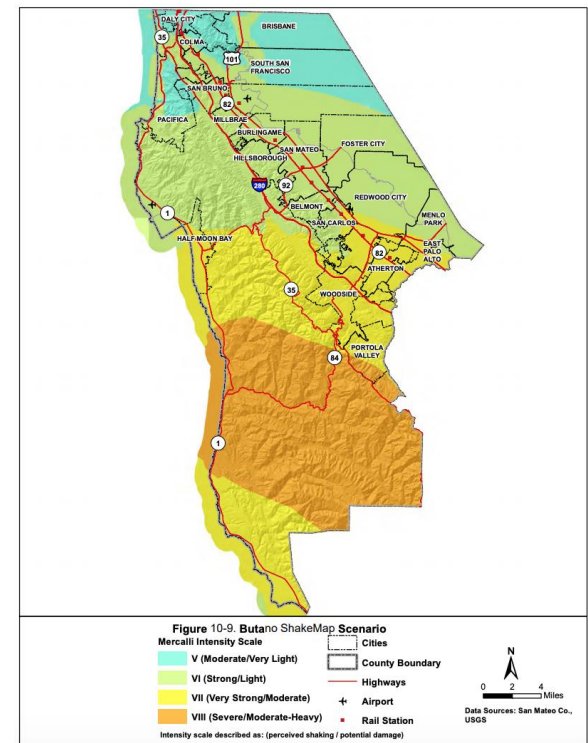 DALY CITY
BRISBANE
35
COLMA
101
SOUTH SAN
FRANCISCO
SAN BRUNO
82
PACIFICA
MILLBRAE
BURLINGAME
SAN MATEO
FOSTER CITY
HILLSBOROUGH
280
92
REDWOOD CITY
BELMONT
1
SAN CARLOS
MENLO
PARK
HALF MOON BAY
82
EAST
PALO
ALTO
ATHERTON
35
WOODSIDE
PORTOLA
VALLEY
84
1
Figure 10-9. Butano ShakeMap Scenario
Mercalli Intensity Scale
V (Moderate/Very Light)
VI (Strong/Light)
VII (Very Strong/Moderate)
VIII (Severe/Moderate-Heavy)
Intensity scale described as: (perceived shaking / potential damage)
Cities
County Boundary
Highways
Airport
Rail Station
N
0 2 4
Miles
Data Sources: San Mateo Co.,
USGS